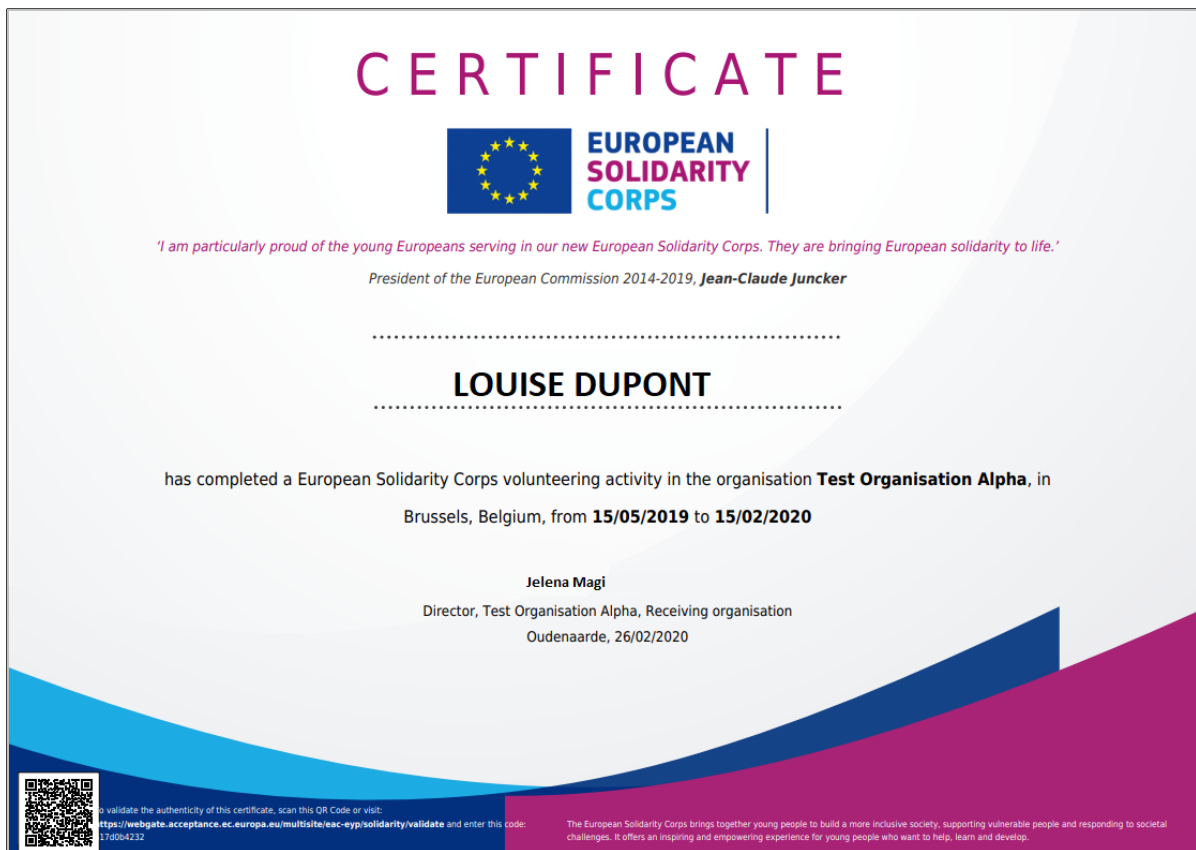 CERTIFICATE
EUROPEAN
SOLIDARITY
CORPS
‘I am particularly proud of the young Europeans serving in our new European Solidarity Corps. They are bringing European solidarity to life.’
President of the European Commission 2014-2019, Jean-Claude Juncker
LOUISE DUPONT
has completed a European Solidarity Corps volunteering activity in the organisation Test Organisation Alpha, in
Brussels, Belgium, from 15/05/2019 to 15/02/2020
Jelena Magi
Director, Test Organisation Alpha, Receiving organisation
Oudenaarde, 26/02/2020
o validate the authenticity of this certificate, scan this QR Code or visit:
ttps://webgate.acceptance.ec.europa.eu/multisite/eac-eyp/solidarity/validate and enter this code:
17d0b4232
The European Solidarity Corps brings together young people to build a more inclusive society, supporting vulnerable people and responding to societal
challenges. It offers an inspiring and empowering experience for young people who want to help, learn and develop.